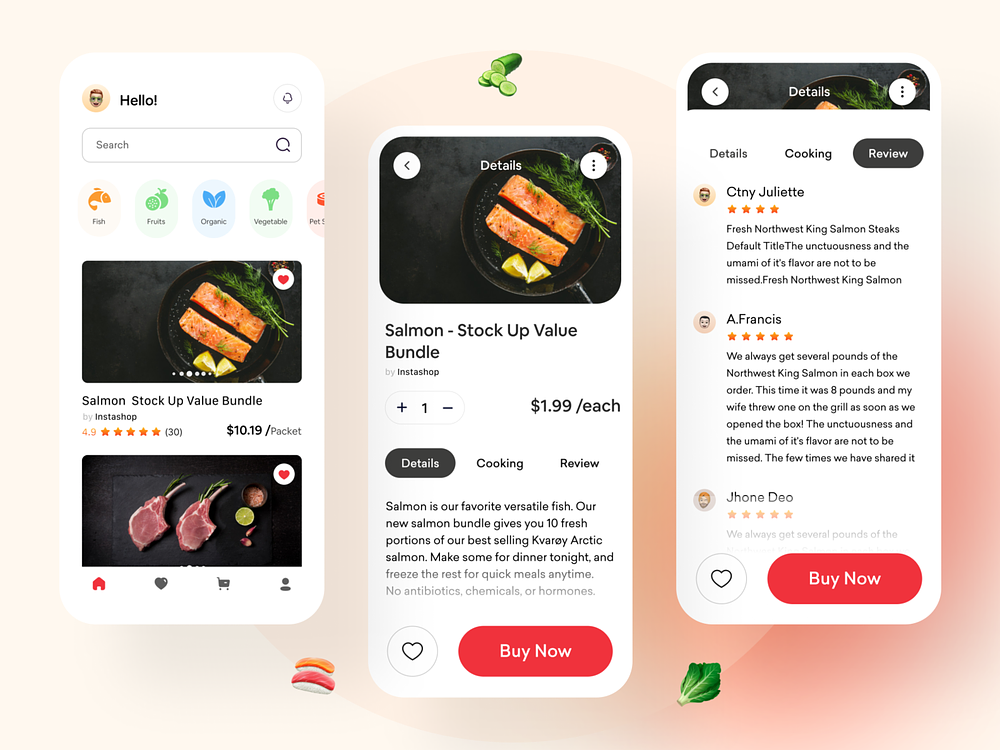 Hello!
Search
Fish
Fruits
Organic
Vegetable
Pet S
Salmon Stock Up Value Bundle
by Instashop
4.9 (30)
$10.19 /Packet
Details
Salmon - Stock Up Value
Bundle
by Instashop
+ 1 −
$1.99 /each
Details
Cooking
Review
Salmon is our favorite versatile fish. Our
new salmon bundle gives you 10 fresh
portions of our best selling Kvarøy Arctic
salmon. Make some for dinner tonight, and
freeze the rest for quick meals anytime.
No antibiotics, chemicals, or hormones.
Buy Now
Details
Details
Cooking
Review
Ctny Juliette
Fresh Northwest King Salmon Steaks
Default TitleThe unctuousness and the
umami of it's flavor are not to be
missed.Fresh Northwest King Salmon
A.Francis
We always get several pounds of the
Northwest King Salmon in each box we
order. This time it was 8 pounds and my
wife threw one on the grill as soon as we
opened the box! The unctuousness and
the umami of it's flavor are not to be
missed. The few times we have shared it
Jhone Deo
We always get several pounds of the
Buy Now